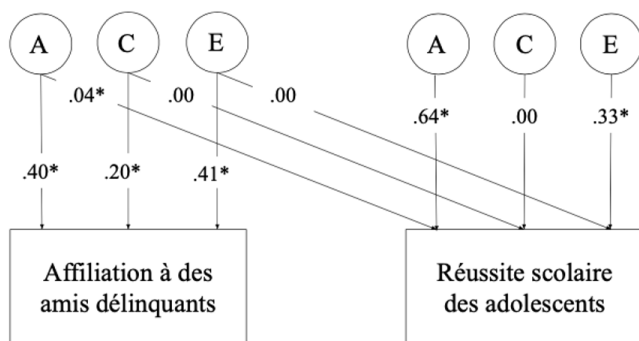 A C E A C E
.04* .00 .00 .64* .00 .33*
.40* .20* .41*
Affiliation à des
amis délinquants
Réussite scolaire
des adolescents